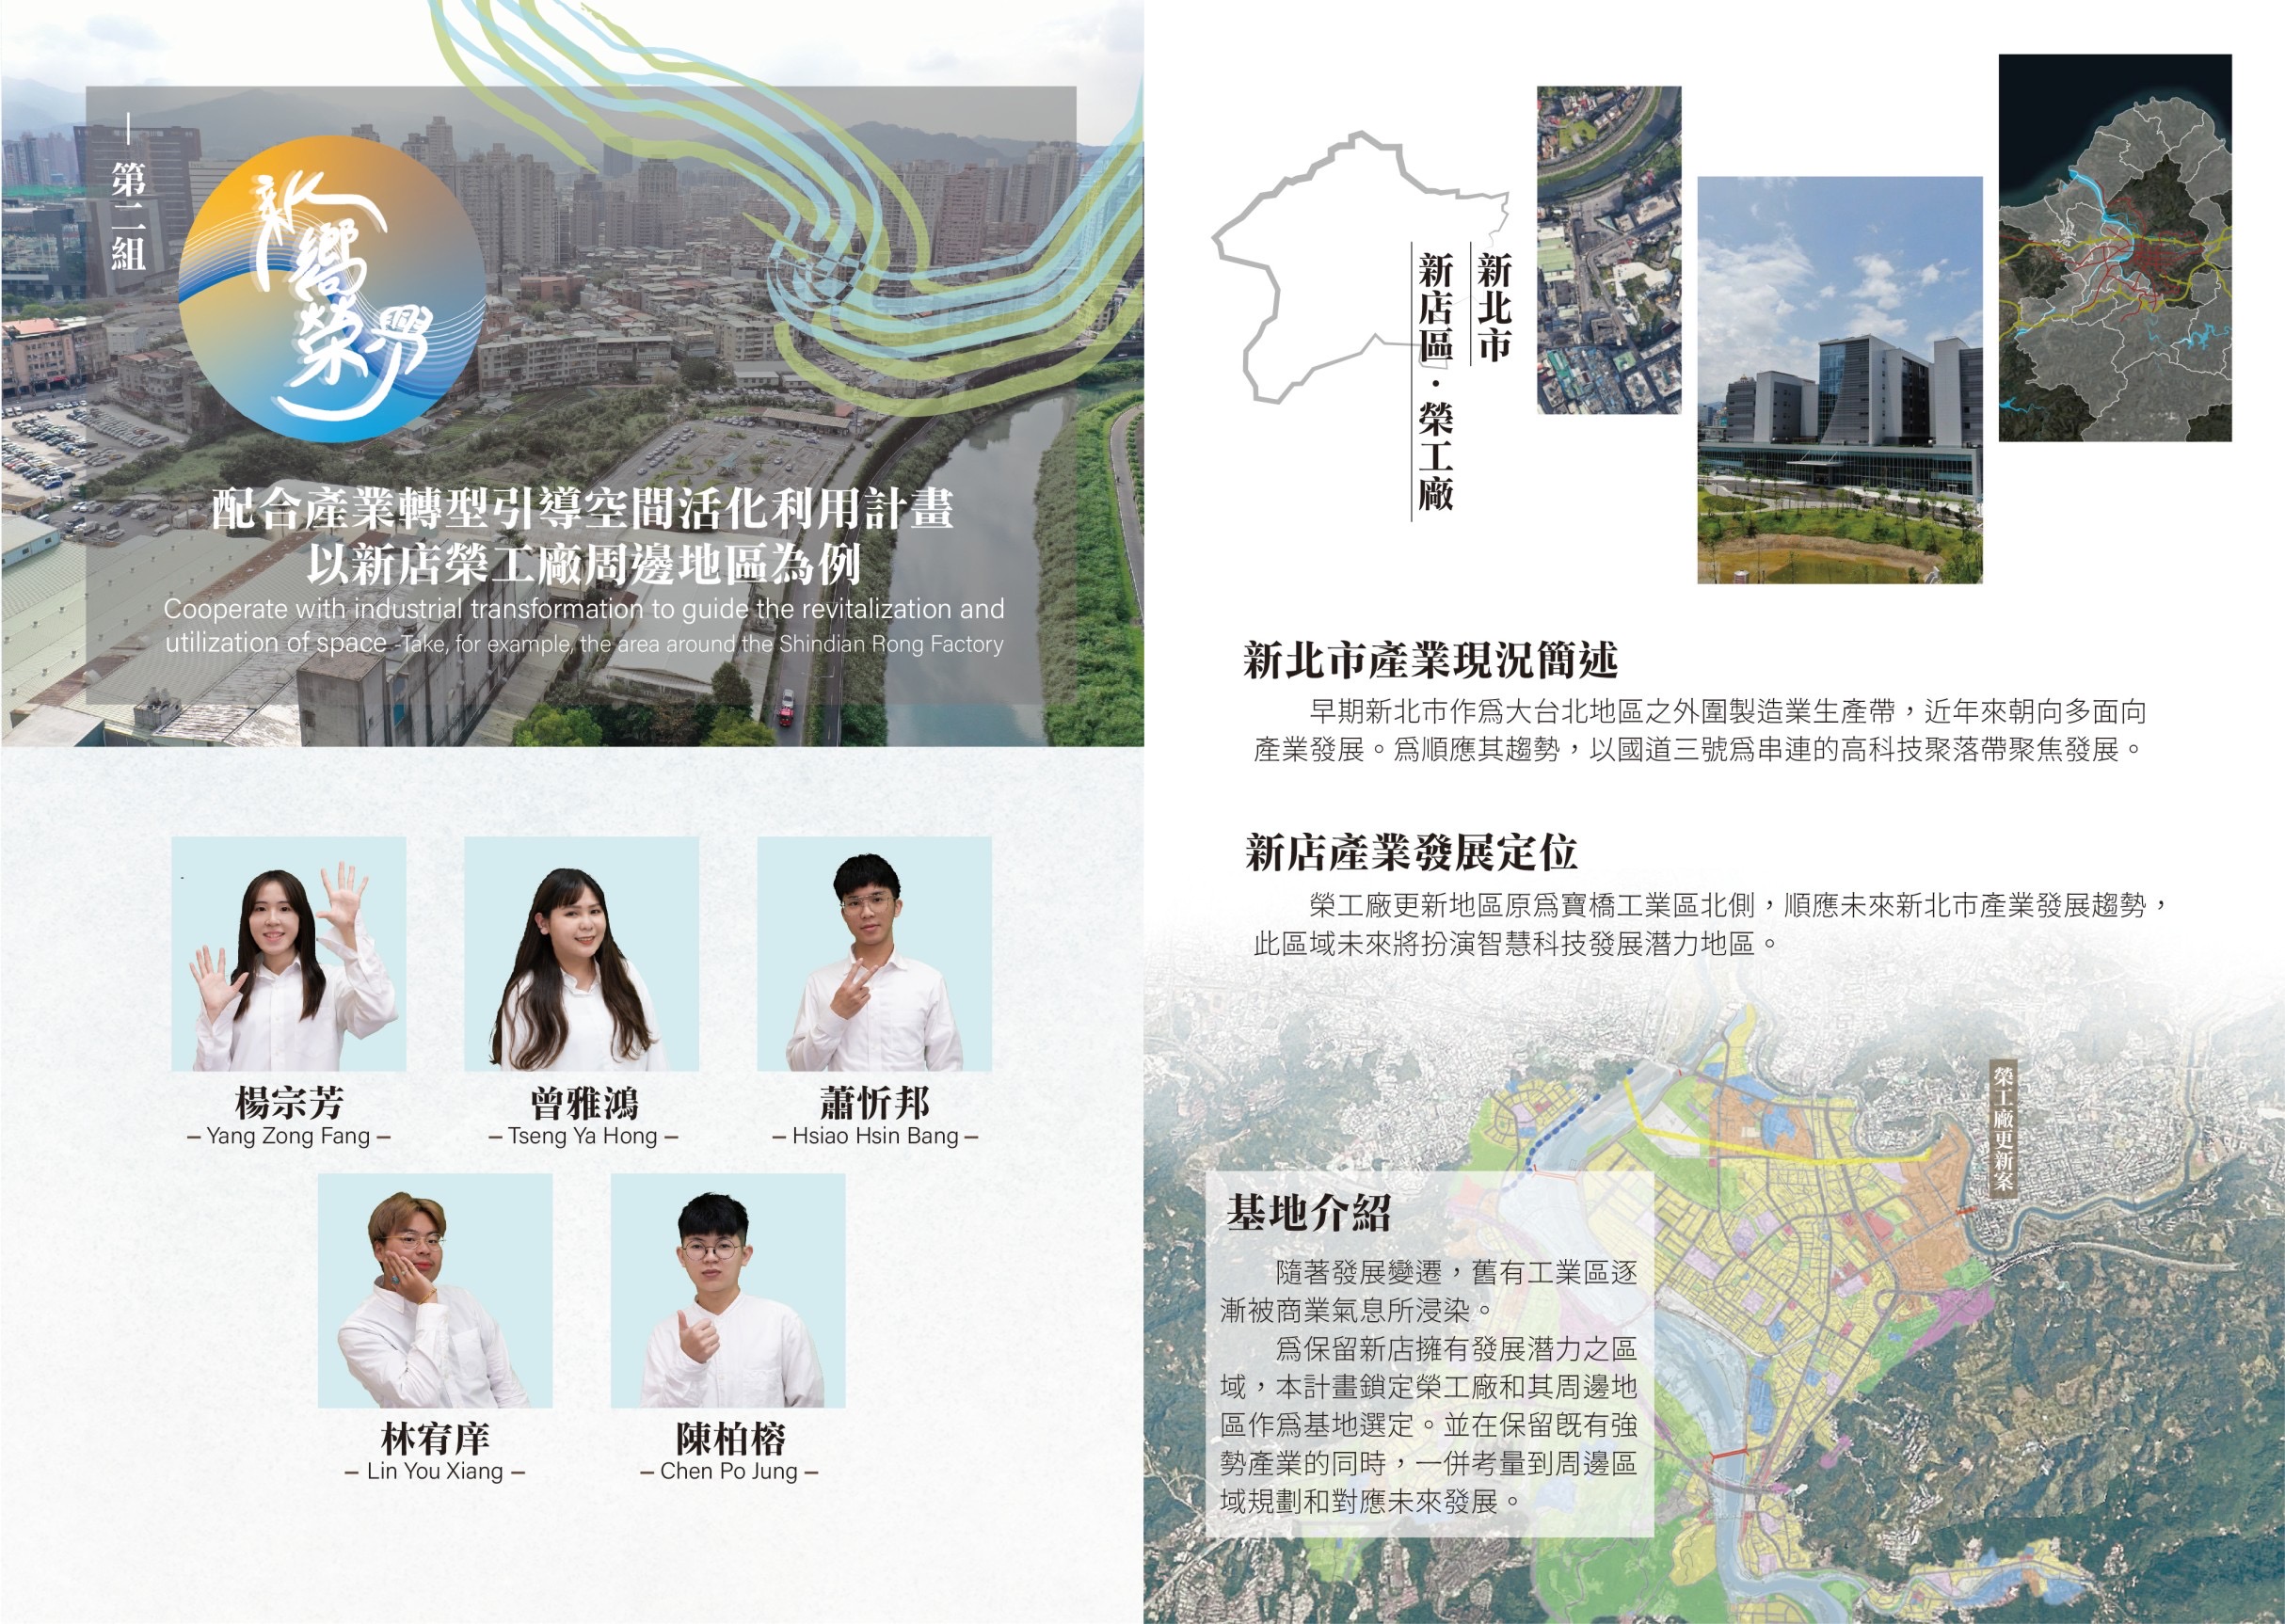 第二組
新嚮榮興
配合產業轉型引導空間活化利用計畫
以新店榮工廠周邊地區為例
Cooperate with industrial transformation to guide the revitalization and
utilization of space -Take, for example, the area around the Shindian Rong Factory
楊宗芳
– Yang Zong Fang –
曾雅鴻
– Tseng Ya Hong –
蕭忻邦
– Hsiao Hsin Bang –
林宥庠
– Lin You Xiang –
陳柏榕
– Chen Po Jung –
新北市
新店區·榮工廠
新北市產業現況簡述
早期新北市作爲大台北地區之外圍製造業生產帶，近年來朝向多面向
產業發展。爲順應其趨勢，以國道三號爲串連的高科技聚落帶聚焦發展。
新店產業發展定位
榮工廠更新地區原爲寶橋工業區北側，順應未來新北市產業發展趨勢，
此區域未來將扮演智慧科技發展潛力地區。
榮工廠更新案
基地介紹
隨著發展變遷，舊有工業區逐
漸被商業氣息所浸染。
爲保留新店擁有發展潛力之區
域，本計畫鎖定榮工廠和其周邊地
區作爲基地選定。並在保留既有強
勢產業的同時，一併考量到周邊區
域規劃和對應未來發展。